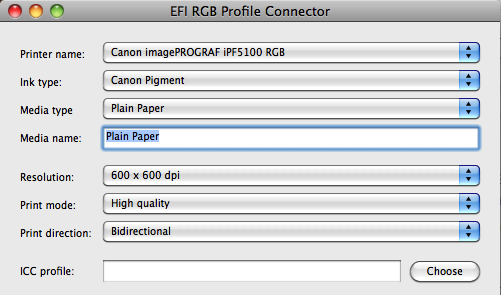 EFI RGB Profile Connector
Printer name: Canon imagePROGRAF iPF5100 RGB
Ink type: Canon Pigment
Media type Plain Paper
Media name: Plain Paper
Resolution: 600 x 600 dpi
Print mode: High quality
Print direction: Bidirectional
ICC profile: Choose